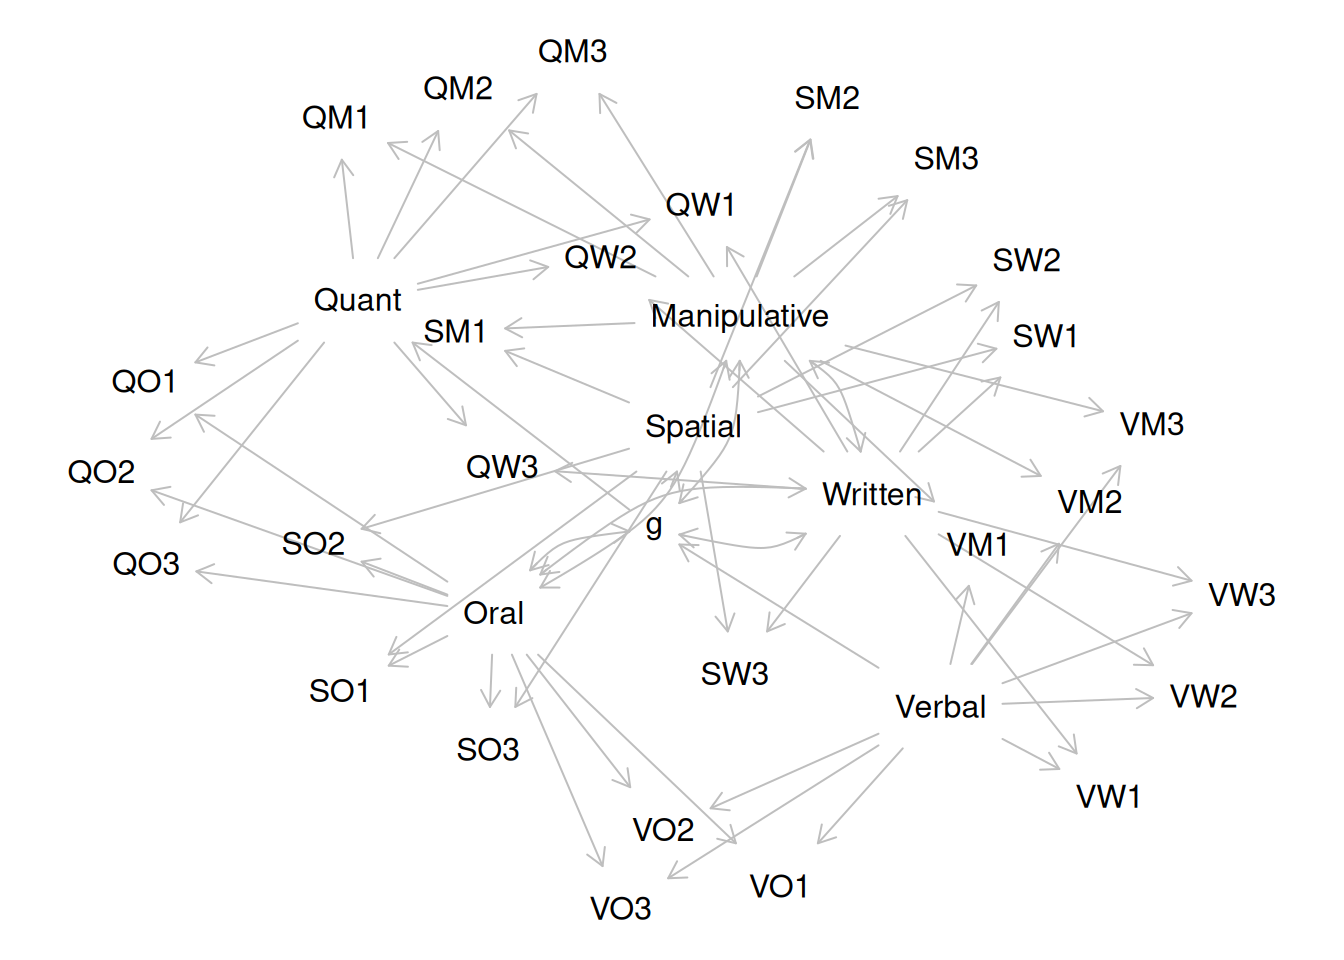 QM3
QM2
SM2
QM1
SM3
QW1
QW2
SW2
Quant
Manipulative
SM1
SW1
QO1
VM3
Spatial
QW3
QO2
Written
VM2
g
SO2
VM1
QO3
VW3
Oral
SW3
SO1
VW2
Verbal
SO3
VW1
VO2
VO1
VO3